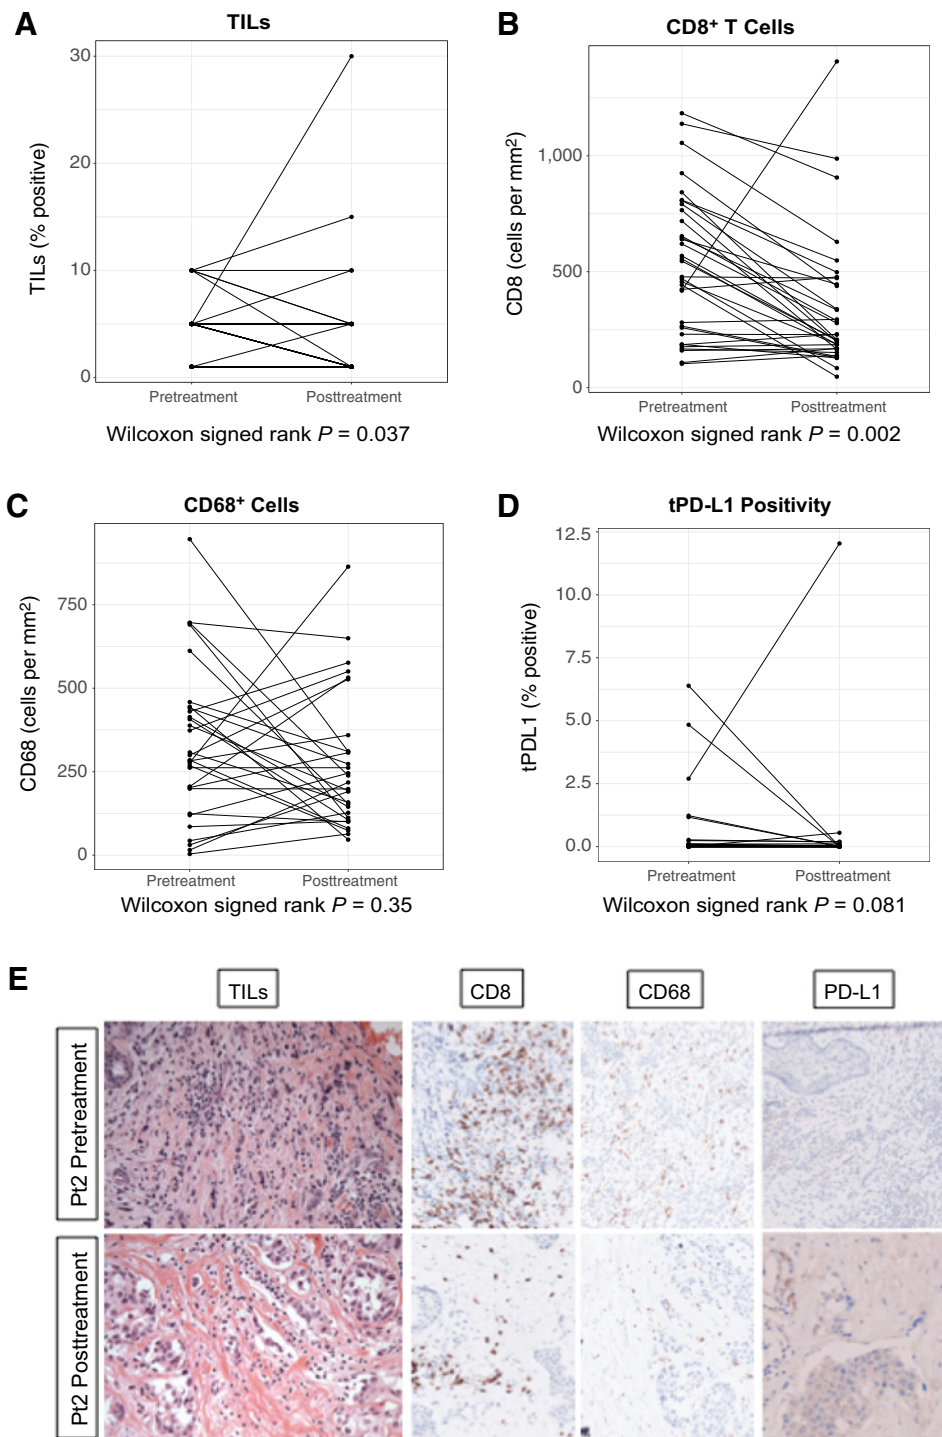 A
TILs
TILs (% positive)
30
20
10
0
Pretreatment
Posttreatment
Wilcoxon signed rank P = 0.037
B
CD8⁺ T Cells
CD8 (cells per mm²)
1,000
500
0
Pretreatment
Posttreatment
Wilcoxon signed rank P = 0.002
C
CD68⁺ Cells
CD68 (cells per mm²)
750
500
250
0
Pretreatment
Posttreatment
Wilcoxon signed rank P = 0.35
D
tPD-L1 Positivity
tPDL1 (% positive)
12.5
10.0
7.5
5.0
2.5
0.0
Pretreatment
Posttreatment
Wilcoxon signed rank P = 0.081
E
TILs
CD8
CD68
PD-L1
Pt2 Pretreatment
Pt2 Posttreatment